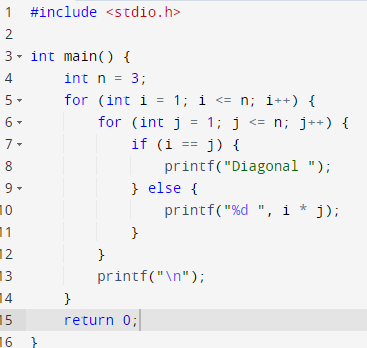 1 #include <stdio.h>
2
3 int main() {
4     int n = 3;
5     for (int i = 1; i <= n; i++) {
6         for (int j = 1; j <= n; j++) {
7             if (i == j) {
8                 printf("Diagonal ");
9             } else {
10                 printf("%d ", i * j);
11             }
12         }
13         printf("\n");
14     }
15     return 0;
16 }